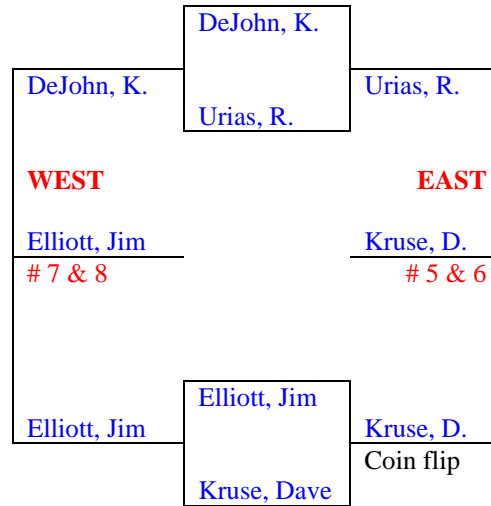 DeJohn, K.
DeJohn, K.
Urias, R.
Urias, R.
WEST
EAST
Elliott, Jim
Kruse, D.
# 7 & 8
# 5 & 6
Elliott, Jim
Elliott, Jim
Kruse, D.
Coin flip
Kruse, Dave